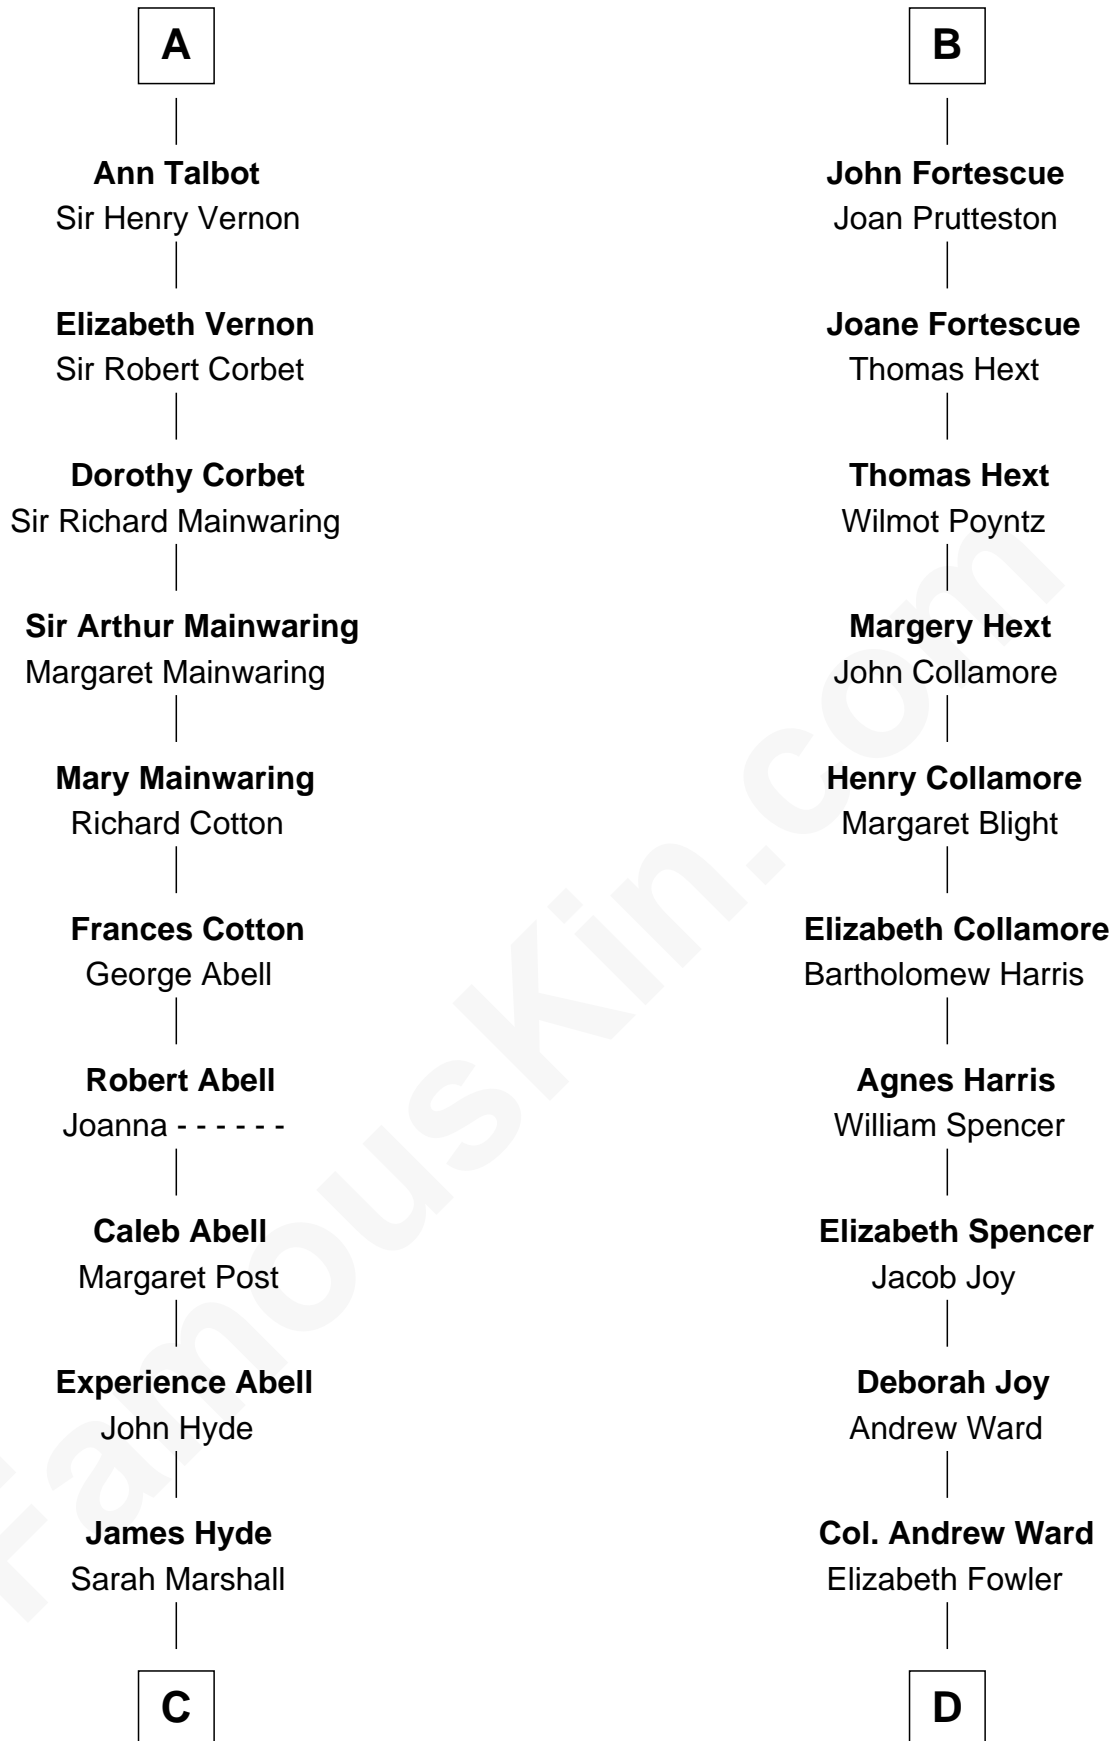 A
Ann Talbot
Sir Henry Vernon
Elizabeth Vernon
Sir Robert Corbet
Dorothy Corbet
Sir Richard Mainwaring
Sir Arthur Mainwaring
Margaret Mainwaring
Mary Mainwaring
Richard Cotton
Frances Cotton
George Abell
Robert Abell
Joanna - - - - - -
Caleb Abell
Margaret Post
Experience Abell
John Hyde
James Hyde
Sarah Marshall
C
B
John Fortescue
Joan Prutteston
Joane Fortescue
Thomas Hext
Thomas Hext
Wilmot Poyntz
Margery Hext
John Collamore
Henry Collamore
Margaret Blight
Elizabeth Collamore
Bartholomew Harris
Agnes Harris
William Spencer
Elizabeth Spencer
Jacob Joy
Deborah Joy
Andrew Ward
Col. Andrew Ward
Elizabeth Fowler
D
FamousKin.com